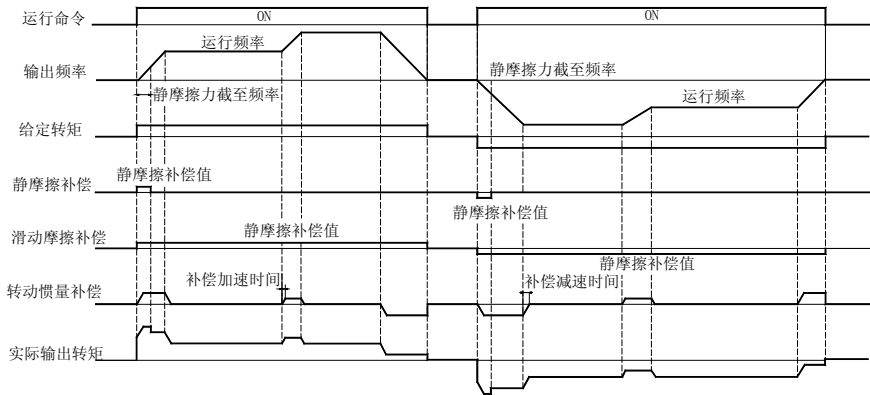 运行命令
ON
ON
运行频率
静摩擦力截至频率
输出频率
静摩擦力截至频率
运行频率
给定转矩
静摩擦补偿值
静摩擦补偿
静摩擦补偿值
静摩擦补偿值
滑动摩擦补偿
静摩擦补偿值
补偿加速时间
补偿减速时间
转动惯量补偿
实际输出转矩